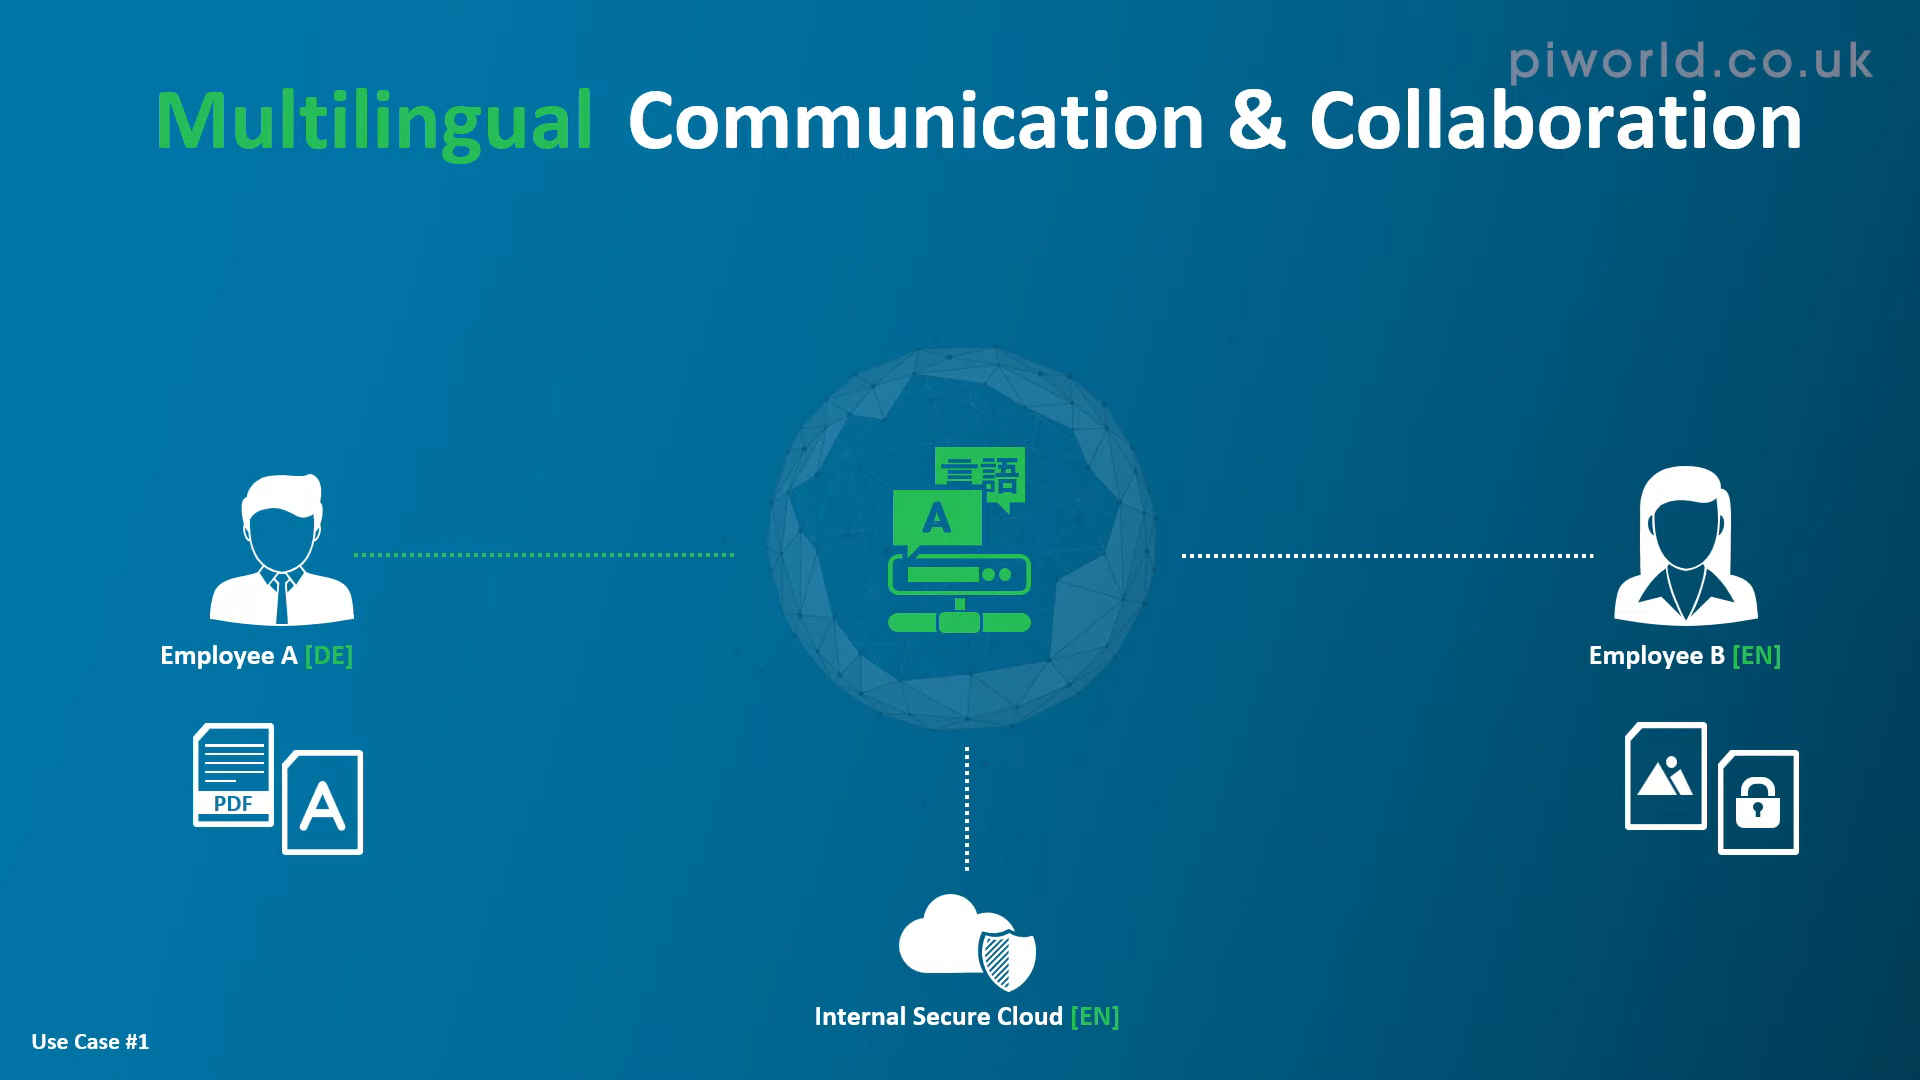 piworld.co.uk
Multilingual Communication & Collaboration
言語
A
Employee A [DE]
Employee B [EN]
PDF
A
Internal Secure Cloud [EN]
Use Case #1